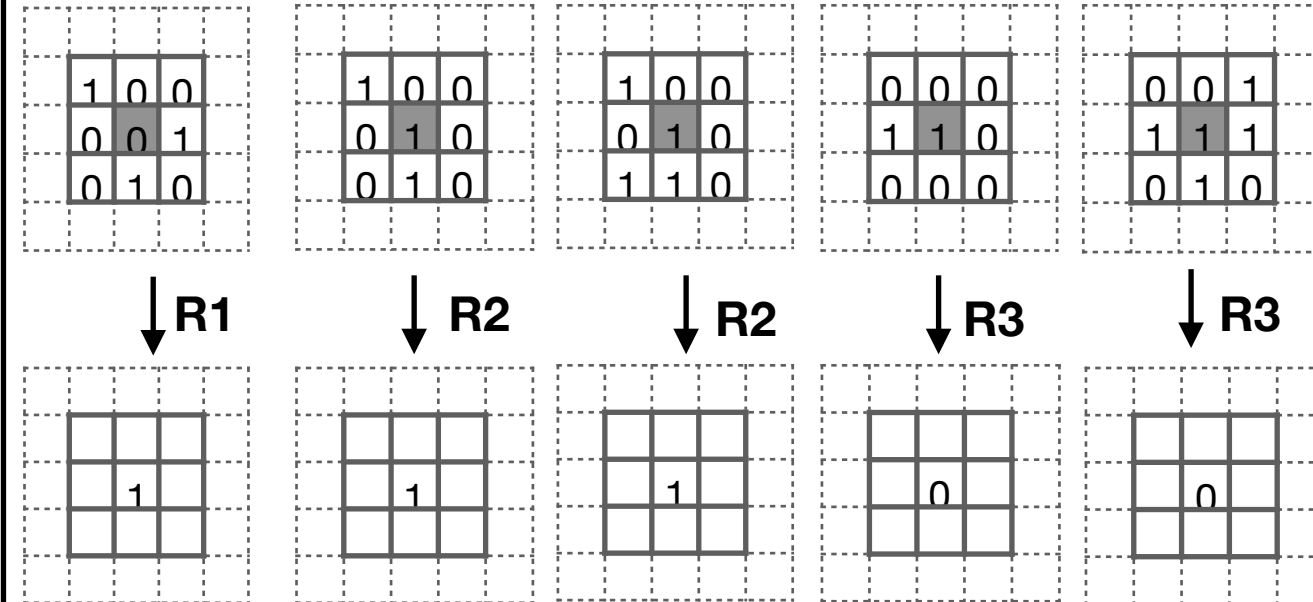 1 0 0 1 0 0 1 0 0 0 0 0 0 0 1
0 0 1 0 1 0 0 1 0 1 1 0 1 1 1
0 1 0 0 1 0 1 1 0 0 0 0 0 1 0
R1 R2 R2 R3 R3
1 1 1 0 0